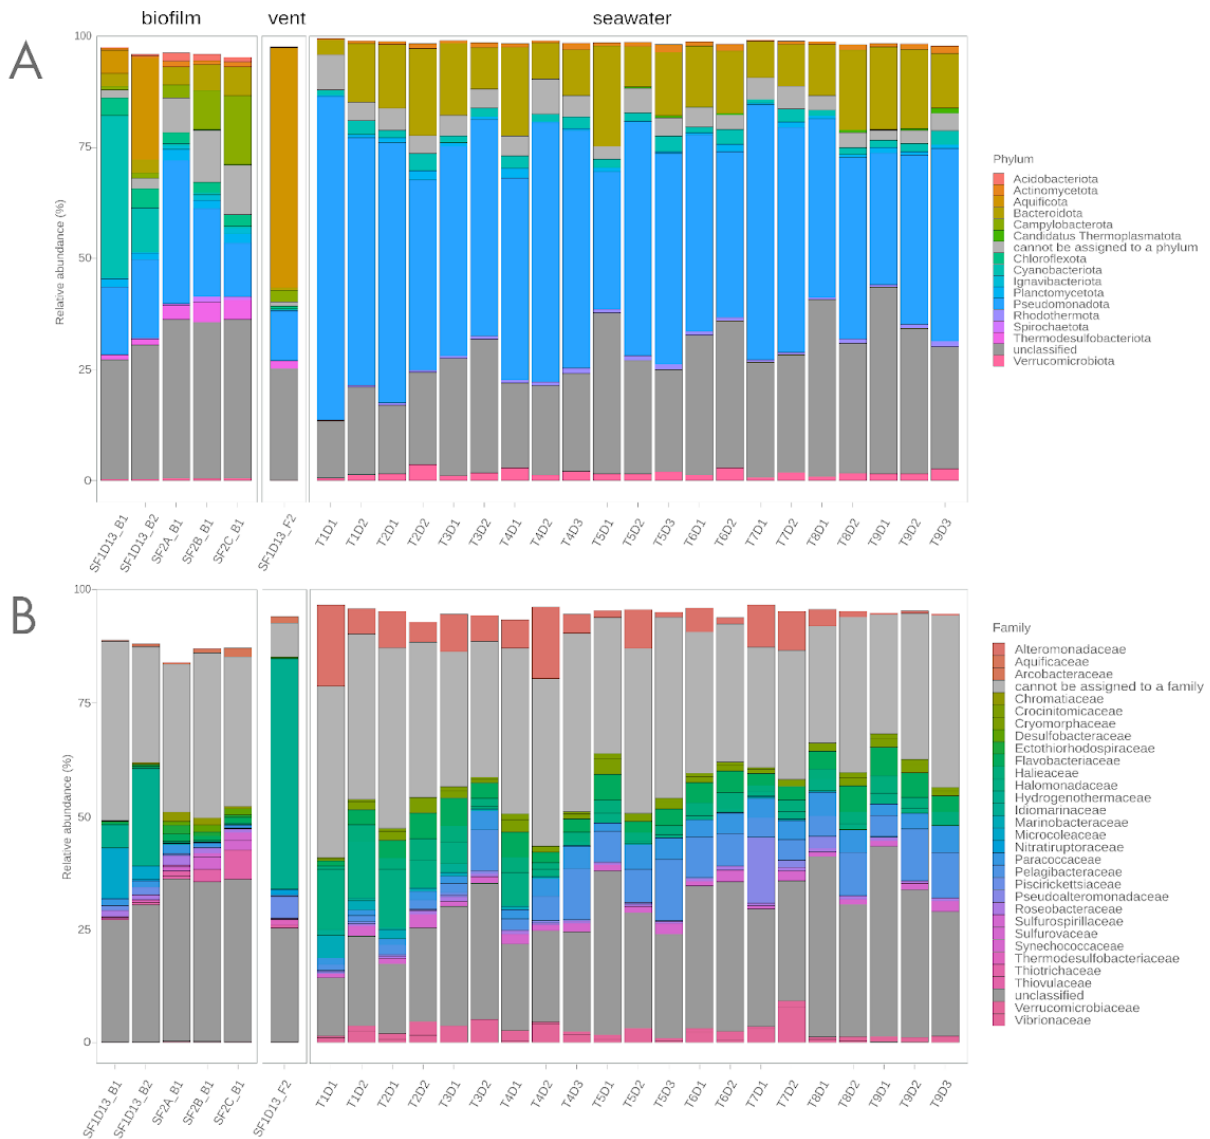 biofilm vent seawater
A
100
75
50
25
0
Relative abundance (%)
SF1D13_B1 SF1D13_B2 SF2A_B1 SF2B_B1 SF2C_B1 SF1D13_F2 T1D1 T1D2 T2D1 T2D2 T3D1 T3D2 T4D1 T4D2 T4D3 T5D1 T5D2 T5D3 T6D1 T6D2 T7D1 T7D2 T8D1 T8D2 T9D1 T9D2 T9D3
Phylum
Acidobacteriota
Actinomycetota
Aquificota
Bacteroidota
Campylobacterota
Candidatus Thermoplasmatota
cannot be assigned to a phylum
Chloroflexota
Cyanobacteriota
Ignavibacteriota
Planctomycetota
Pseudomonadota
Rhodothermota
Spirochaetota
Thermodesulfobacteriota
unclassified
Verrucomicrobiota
B
100
75
50
25
0
Relative abundance (%)
SF1D13_B1 SF1D13_B2 SF2A_B1 SF2B_B1 SF2C_B1 SF1D13_F2 T1D1 T1D2 T2D1 T2D2 T3D1 T3D2 T4D1 T4D2 T4D3 T5D1 T5D2 T5D3 T6D1 T6D2 T7D1 T7D2 T8D1 T8D2 T9D1 T9D2 T9D3
Family
Alteromonadaceae
Aquificaceae
Arcobacteraceae
cannot be assigned to a family
Chromatiaceae
Crocinitomicaceae
Cryomorphaceae
Desulfobacteraceae
Ectothiorhodospiraceae
Flavobacteriaceae
Halieaceae
Halomonadaceae
Hydrogenothermaceae
Idiomarinaceae
Marinobacteraceae
Microcoleaceae
Nitratiruptoraceae
Paracoccaceae
Pelagibacteraceae
Piscirickettsiaceae
Pseudoalteromonadaceae
Roseobacteraceae
Sulfurospirillaceae
Sulfurovaceae
Synechococcaceae
Thermodesulfobacteriaceae
Thiotrichaceae
Thiovulaceae
unclassified
Verrucomicrobiaceae
Vibrionaceae